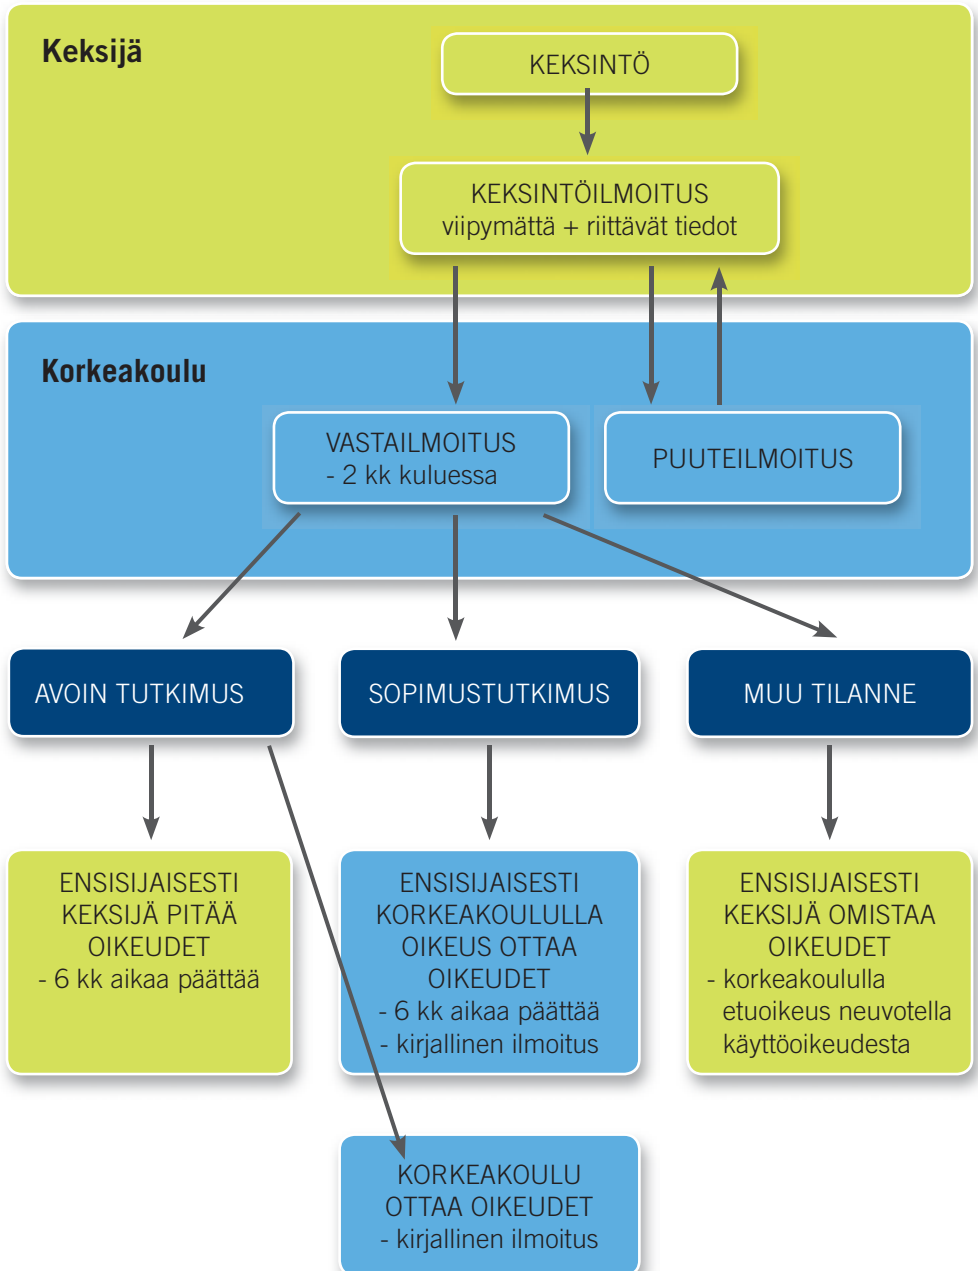 Keksijä
KEKSINTÖ
KEKSINTÖILMOITUS
viipymättä + riittävät tiedot
Korkeakoulu
VASTAILMOITUS
- 2 kk kuluessa
PUUTEILMOITUS
AVOIN TUTKIMUS
SOPIMUSTUTKIMUS
MUU TILANNE
ENSISIJAISESTI
KEKSIJÄ PITÄÄ
OIKEUDET
- 6 kk aikaa päättää
ENSISIJAISESTI
KORKEAKOULULLA
OIKEUS OTTAA
OIKEUDET
- 6 kk aikaa päättää
- kirjallinen ilmoitus
ENSISIJAISESTI
KEKSIJÄ OMISTAA
OIKEUDET
- korkeakoululla
etuoikeus neuvotella
käyttöoikeudesta
KORKEAKOULU
OTTAA OIKEUDET
- kirjallinen ilmoitus